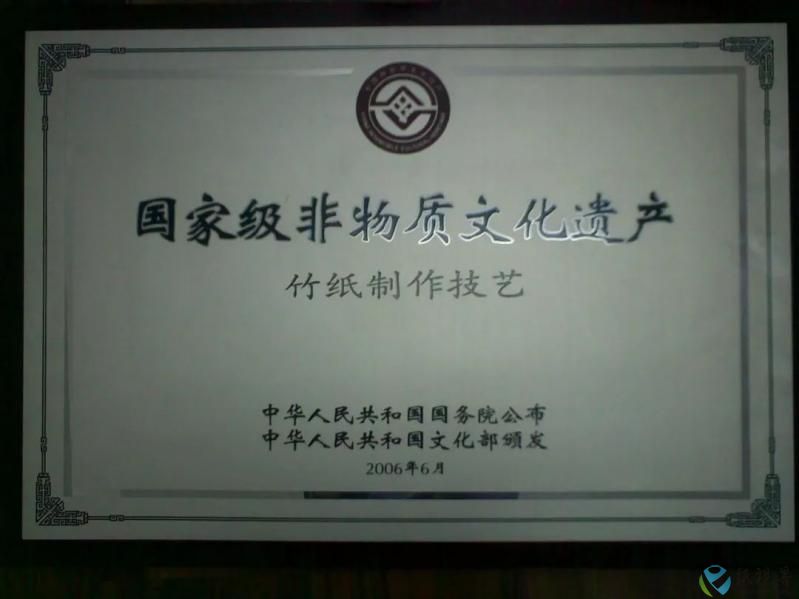 国家级非物质文化遗产
竹纸制作技艺
中华人民共和国国务院公布
中华人民共和国文化部颁发
2006年6月